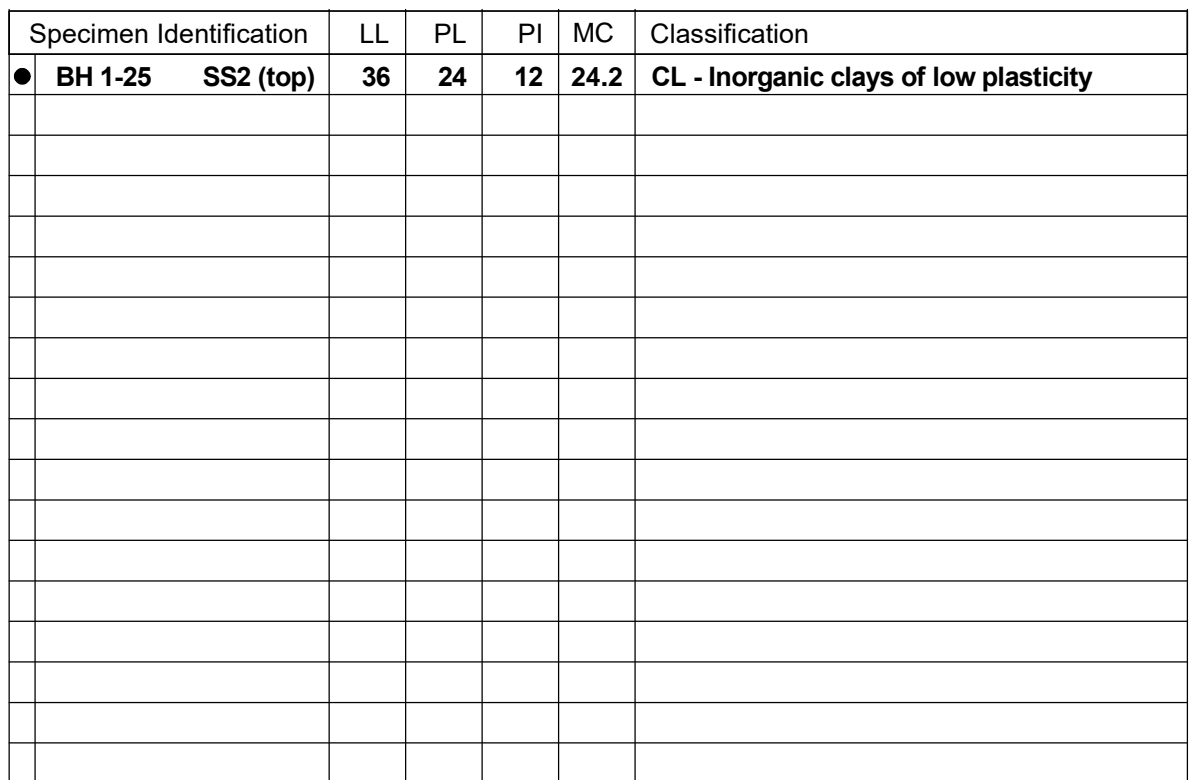 Specimen Identification LL PL PI MC Classification
● BH 1-25 SS2 (top) 36 24 12 24.2 CL - Inorganic clays of low plasticity